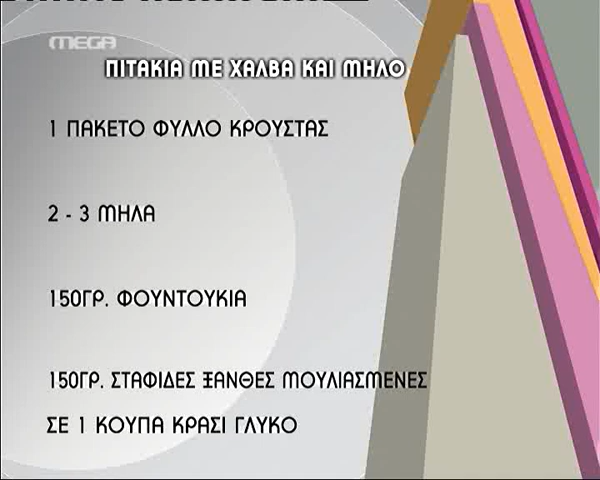 MEGA
ΠΙΤΑΚΙΑ ΜΕ ΧΑΛΒΑ ΚΑΙ ΜΗΛΟ
1 ΠΑΚΕΤΟ ΦΥΛΛΟ ΚΡΟΥΣΤΑΣ
2 - 3 ΜΗΛΑ
150ΓΡ. ΦΟΥΝΤΟΥΚΙΑ
150ΓΡ. ΣΤΑΦΙΔΕΣ ΞΑΝΘΕΣ ΜΟΥΛΙΑΣΜΕΝΕΣ
ΣΕ 1 ΚΟΥΠΑ ΚΡΑΣΙ ΓΛΥΚΟ